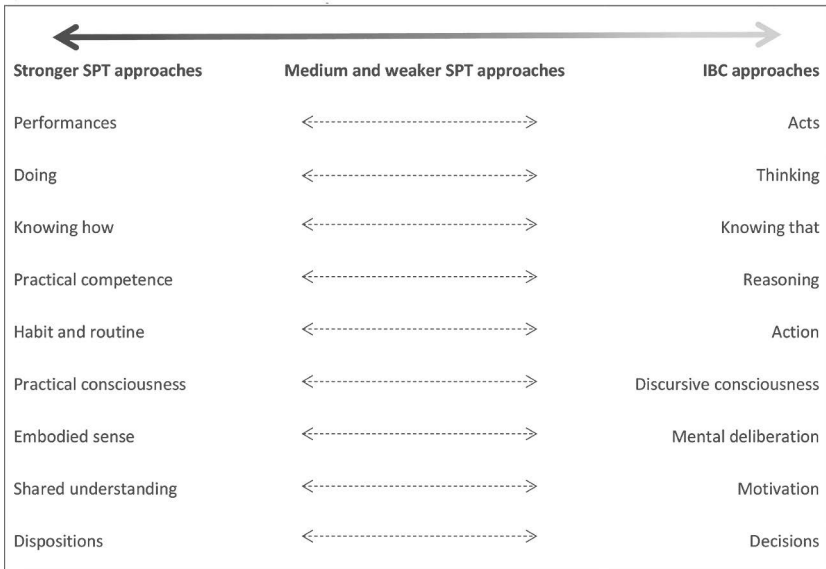 Stronger SPT approaches Medium and weaker SPT approaches IBC approaches
Performances Acts
Doing Thinking
Knowing how Knowing that
Practical competence Reasoning
Habit and routine Action
Practical consciousness Discursive consciousness
Embodied sense Mental deliberation
Shared understanding Motivation
Dispositions Decisions